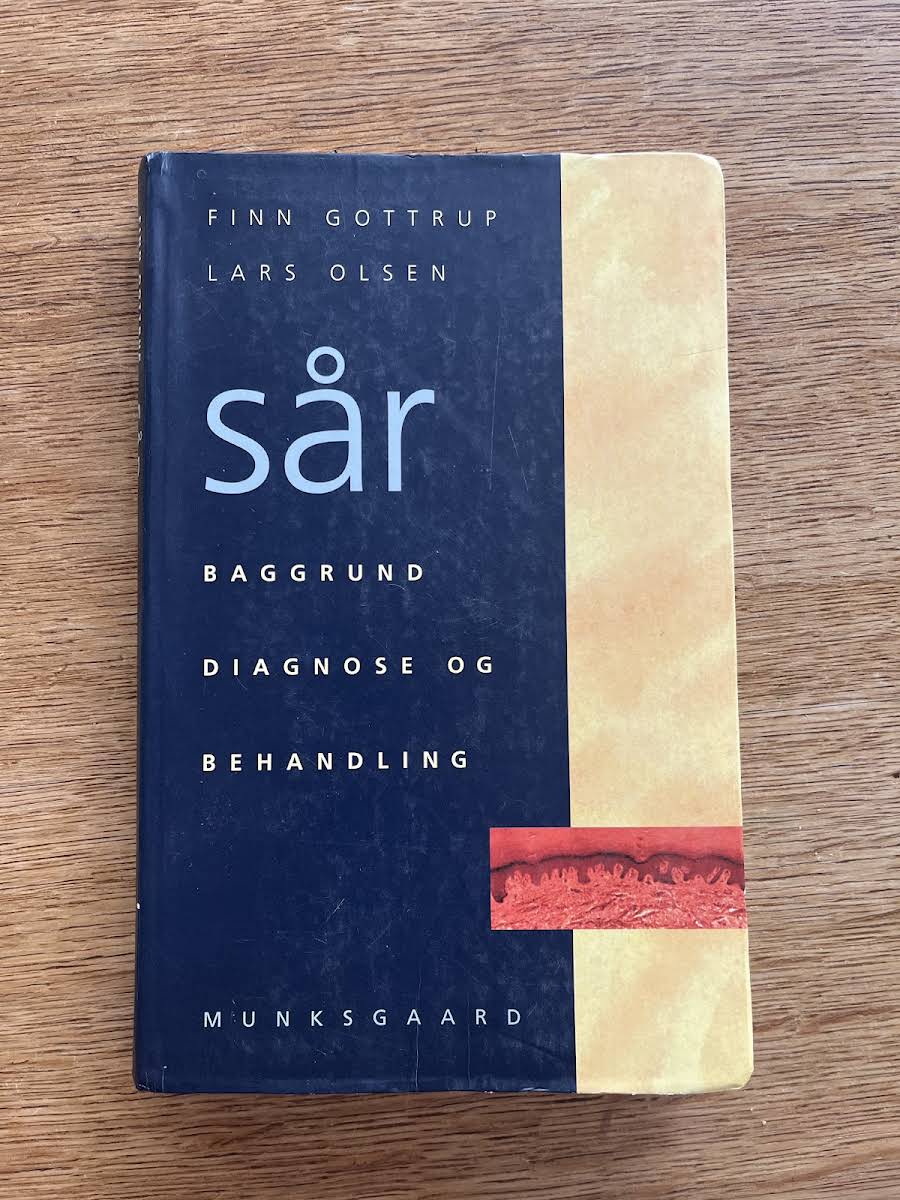 FINN GOTTRUP
LARS OLSEN
sår
BAGGRUND
DIAGNOSE OG
BEHANDLING
MUNKSGAARD